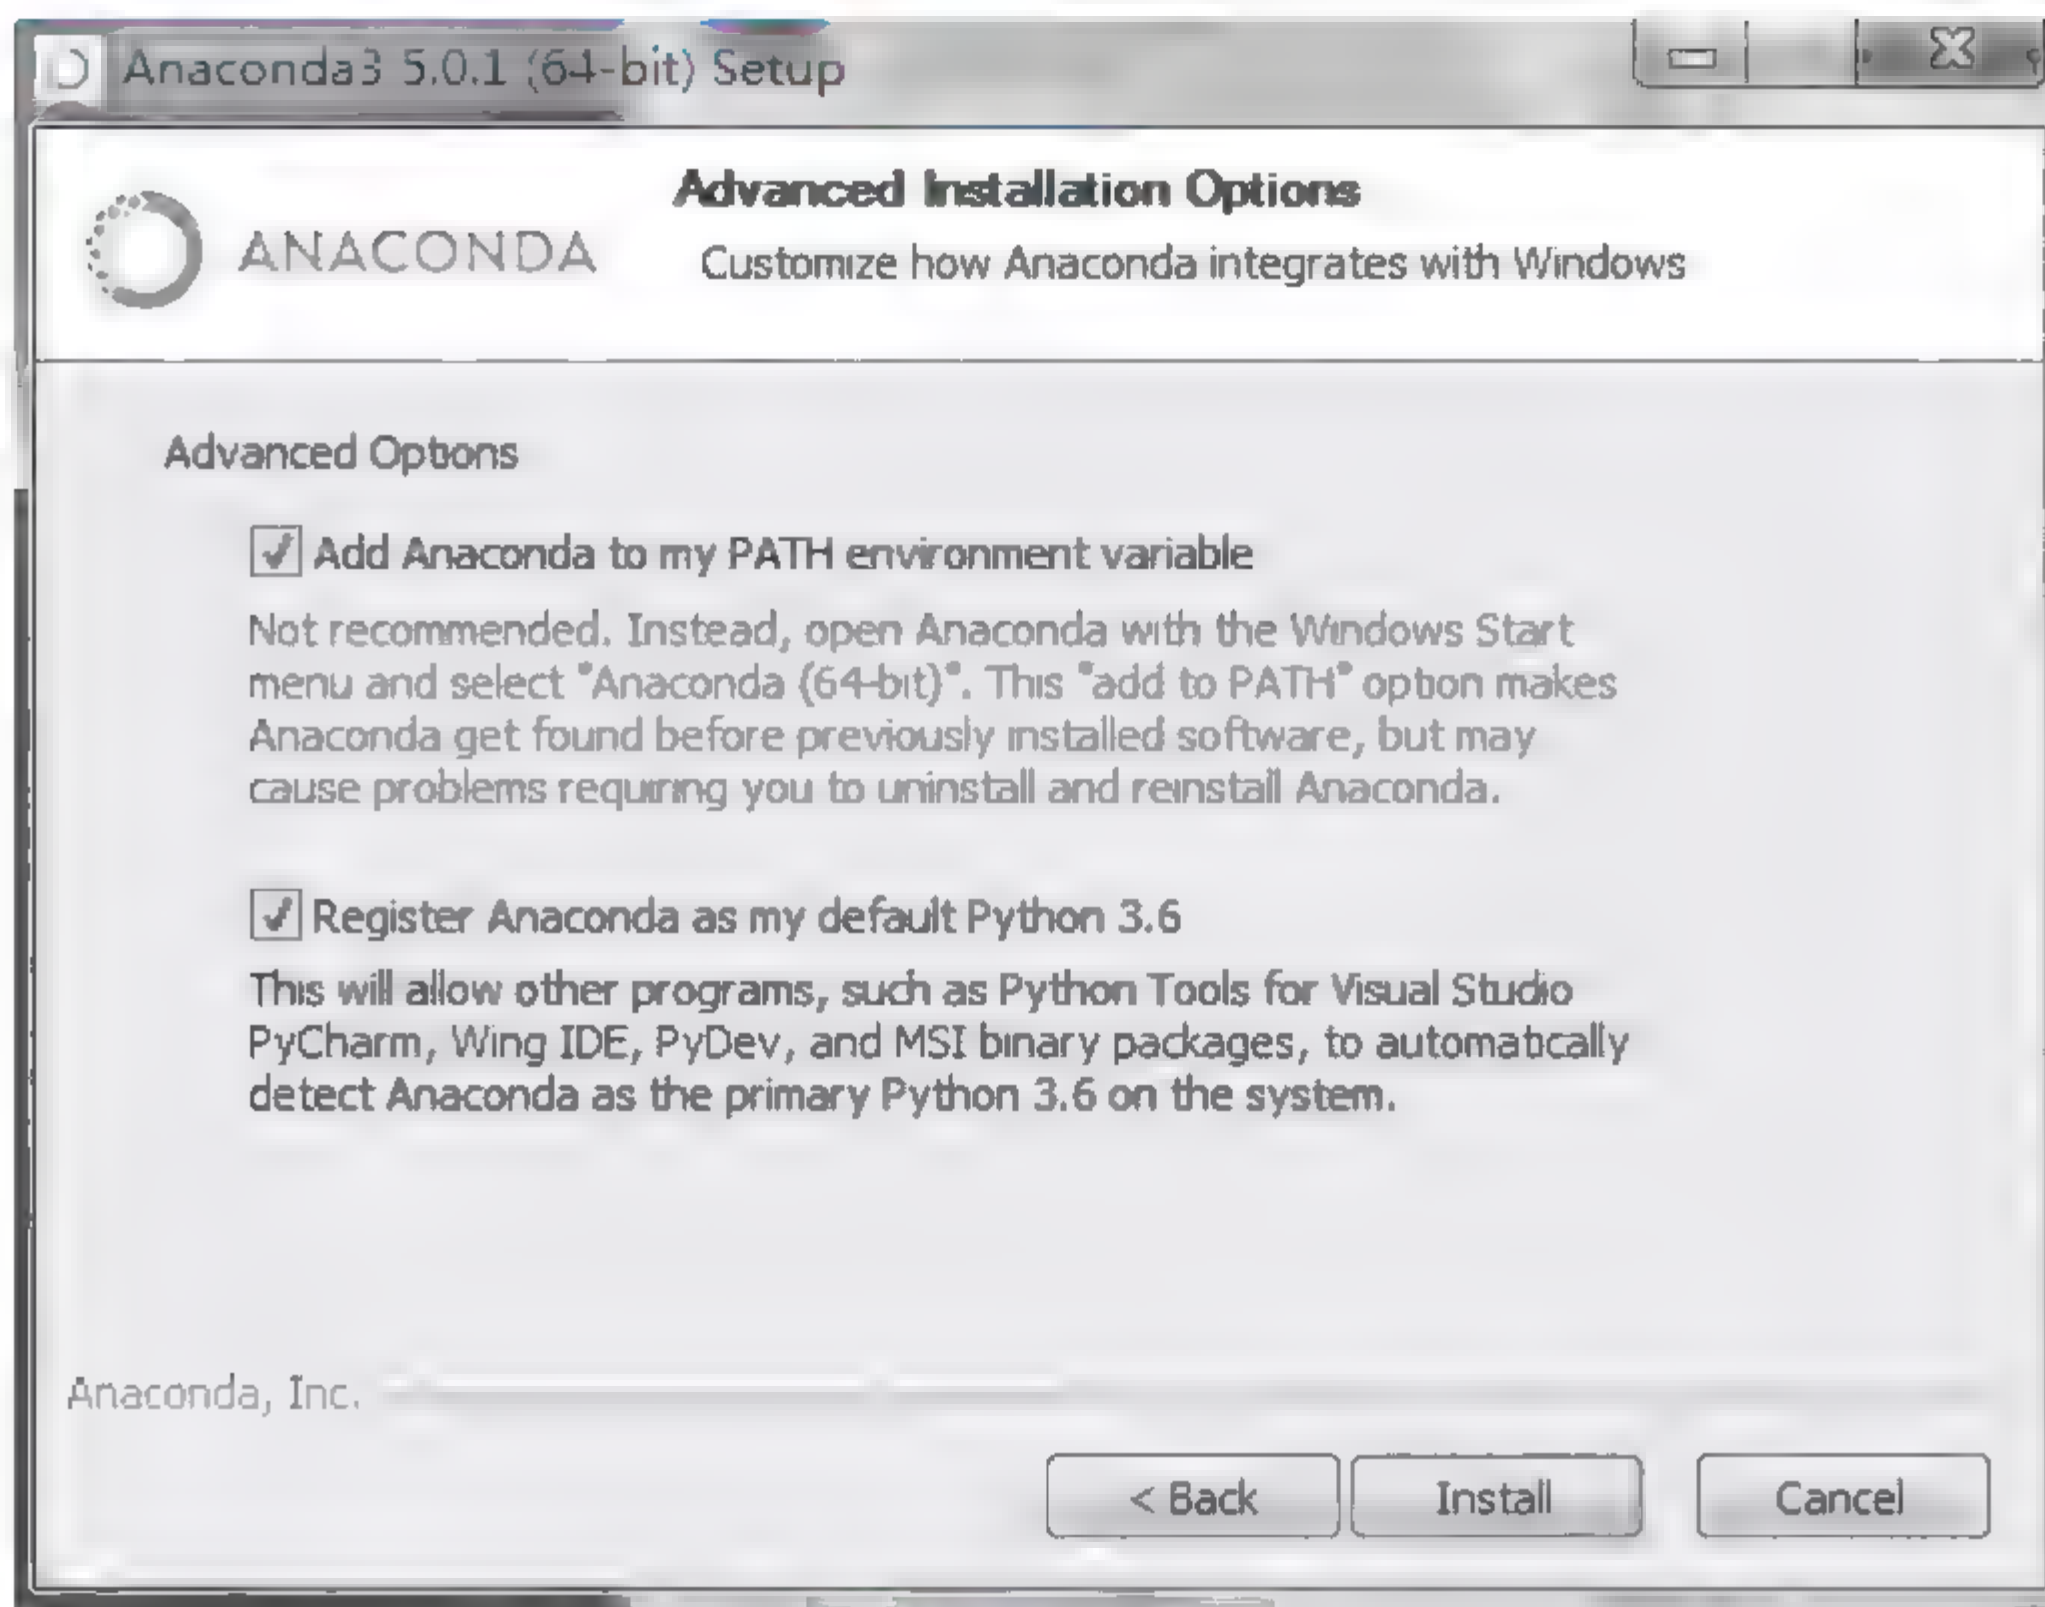 Anaconda3 5.0.1 (64-bit) Setup
Advanced Installation Options
ANACONDA
Customize how Anaconda integrates with Windows
Advanced Options
Add Anaconda to my PATH environment variable
Not recommended. Instead, open Anaconda with the Windows Start
menu and select "Anaconda (64-bit)". This "add to PATH" option makes
Anaconda get found before previously installed software, but may
cause problems requiring you to uninstall and reinstall Anaconda.
Register Anaconda as my default Python 3.6
This will allow other programs, such as Python Tools for Visual Studio
PyCharm, Wing IDE, PyDev, and MSI binary packages, to automatically
detect Anaconda as the primary Python 3.6 on the system.
Anaconda, Inc.
< Back
Install
Cancel